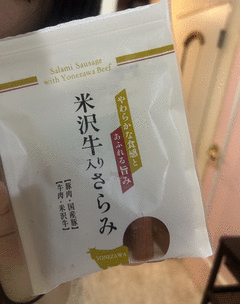 Salami Sausage
with Yonezawa Beef
やわらかな食感と
あふれる旨み
米沢牛入りさらみ
豚肉・国産豚
牛肉・米沢牛